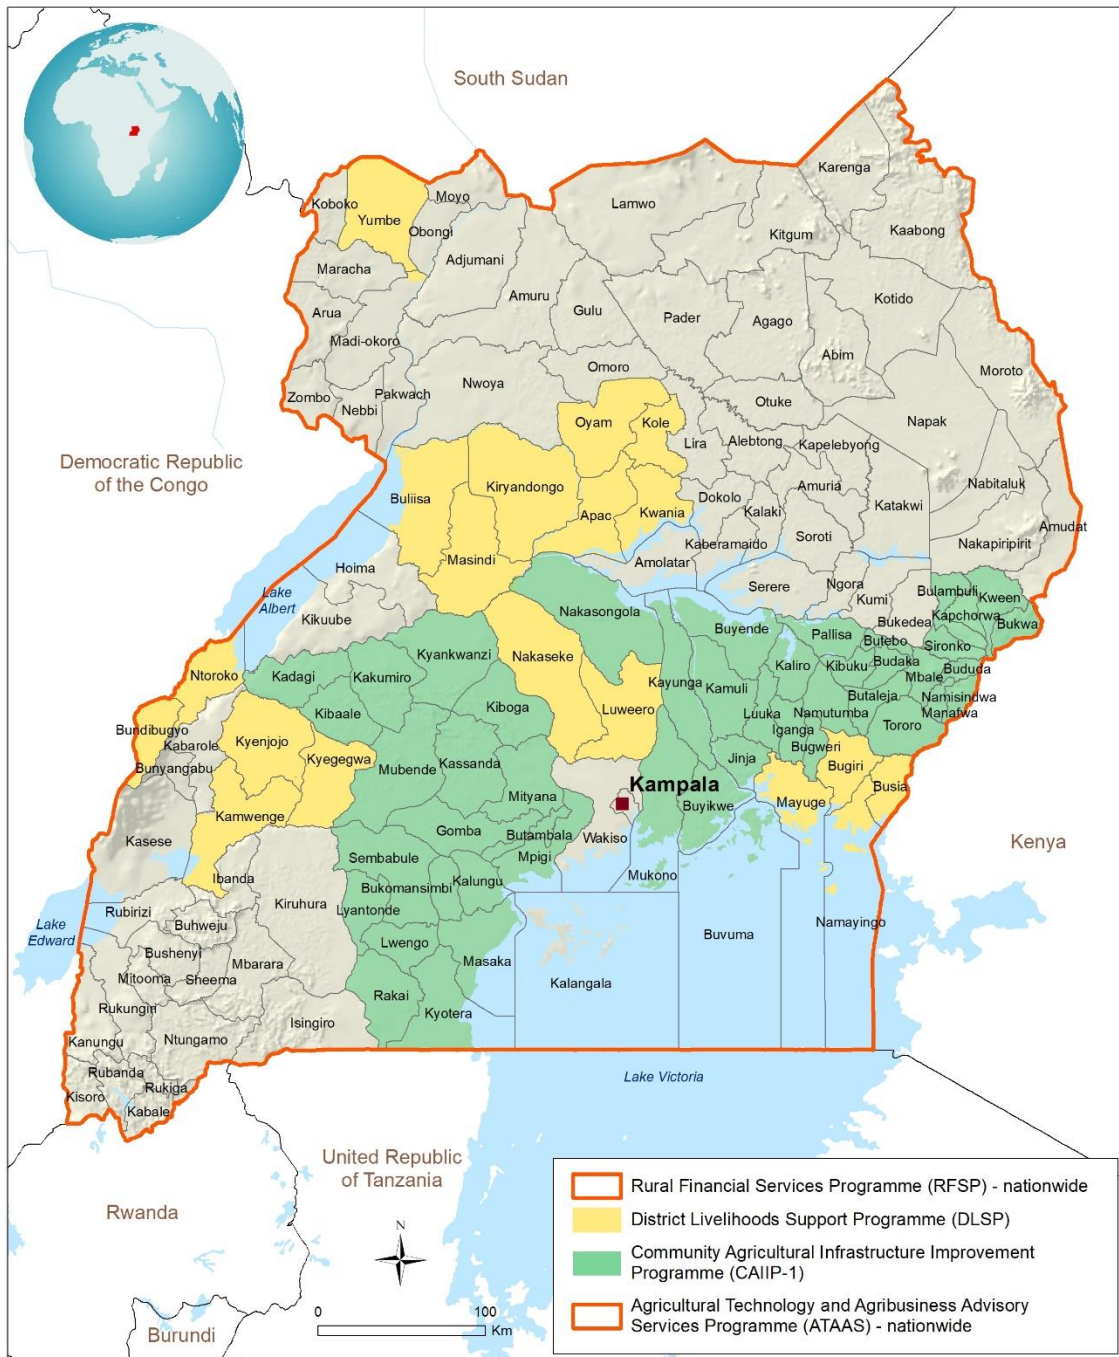 South Sudan
Karenga
Koboko
Moyo
Lamwo
Yumbe
Kaabong
Obongi
Kitgum
Adjumani
Maracha
Kotido
Amuru
Arua
Gulu
Pader
Agago
Madi-okoro
Abim
Moroto
Omoro
Nwoya
Zombo
Pakwach
Nebbi
Otuke
Oyam
Kole
Napak
Lira
Alebtong
Kapelebyong
Democratic Republic
of the Congo
Buliisa
Kiryandongo
Nabitaluk
Amuria
Dokolo
Katakwi
Kalaki
Apac
Kwania
Amudat
Soroti
Kaberamaido
Nakapiripirit
Masindi
Amolatar
Hoima
Serere
Ngora
Bulambuli
Kween
Lake
Albert
Kumi
Nakasongola
Kapchorwa
Kikuube
Bukedea
Bukwa
Buyende
Pallisa
Butebo
Sironko
Kyankwanzi
Nakaseke
Kaliro
Kibuku
Budaka
Bududa
Ntoroko
Kadagi
Kakumiro
Mbale
Kayunga
Kamuli
Butaleja
Namisindwa
Kibaale
Kiboga
Luweero
Luuka
Namutumba
Manafwa
Bundibugyo
Tororo
Kabarole
Kyenjojo
Iganga
Bugweri
Kyegegwa
Bunyangabu
Mubende
Kassanda
Jinja
Bugiri
Kampala
Busia
Mityana
Mayuge
Buyikwe
Kamwenge
Gomba
Butambala
Wakiso
Kasese
Kenya
Sembabule
Mpigi
Mukono
Ibanda
Bukomansimbi
Kalungu
Kiruhura
Rubirizi
Lyantonde
Buhweju
Namayingo
Lake
Edward
Buvuma
Lwengo
Bushenyi
Masaka
Mbarara
Mitooma
Sheema
Kalangala
Rakai
Rukungiri
Kyotera
Isingiro
Ntungamo
Kanungu
Rubanda
Lake Victoria
Rukiga
Kisoro
Kabale
United Republic
of Tanzania
Rwanda
Burundi
N
0 100
Km
Rural Financial Services Programme (RFSP) - nationwide
District Livelihoods Support Programme (DLSP)
Community Agricultural Infrastructure Improvement
Programme (CAIIP-1)
Agricultural Technology and Agribusiness Advisory
Services Programme (ATAAS) - nationwide